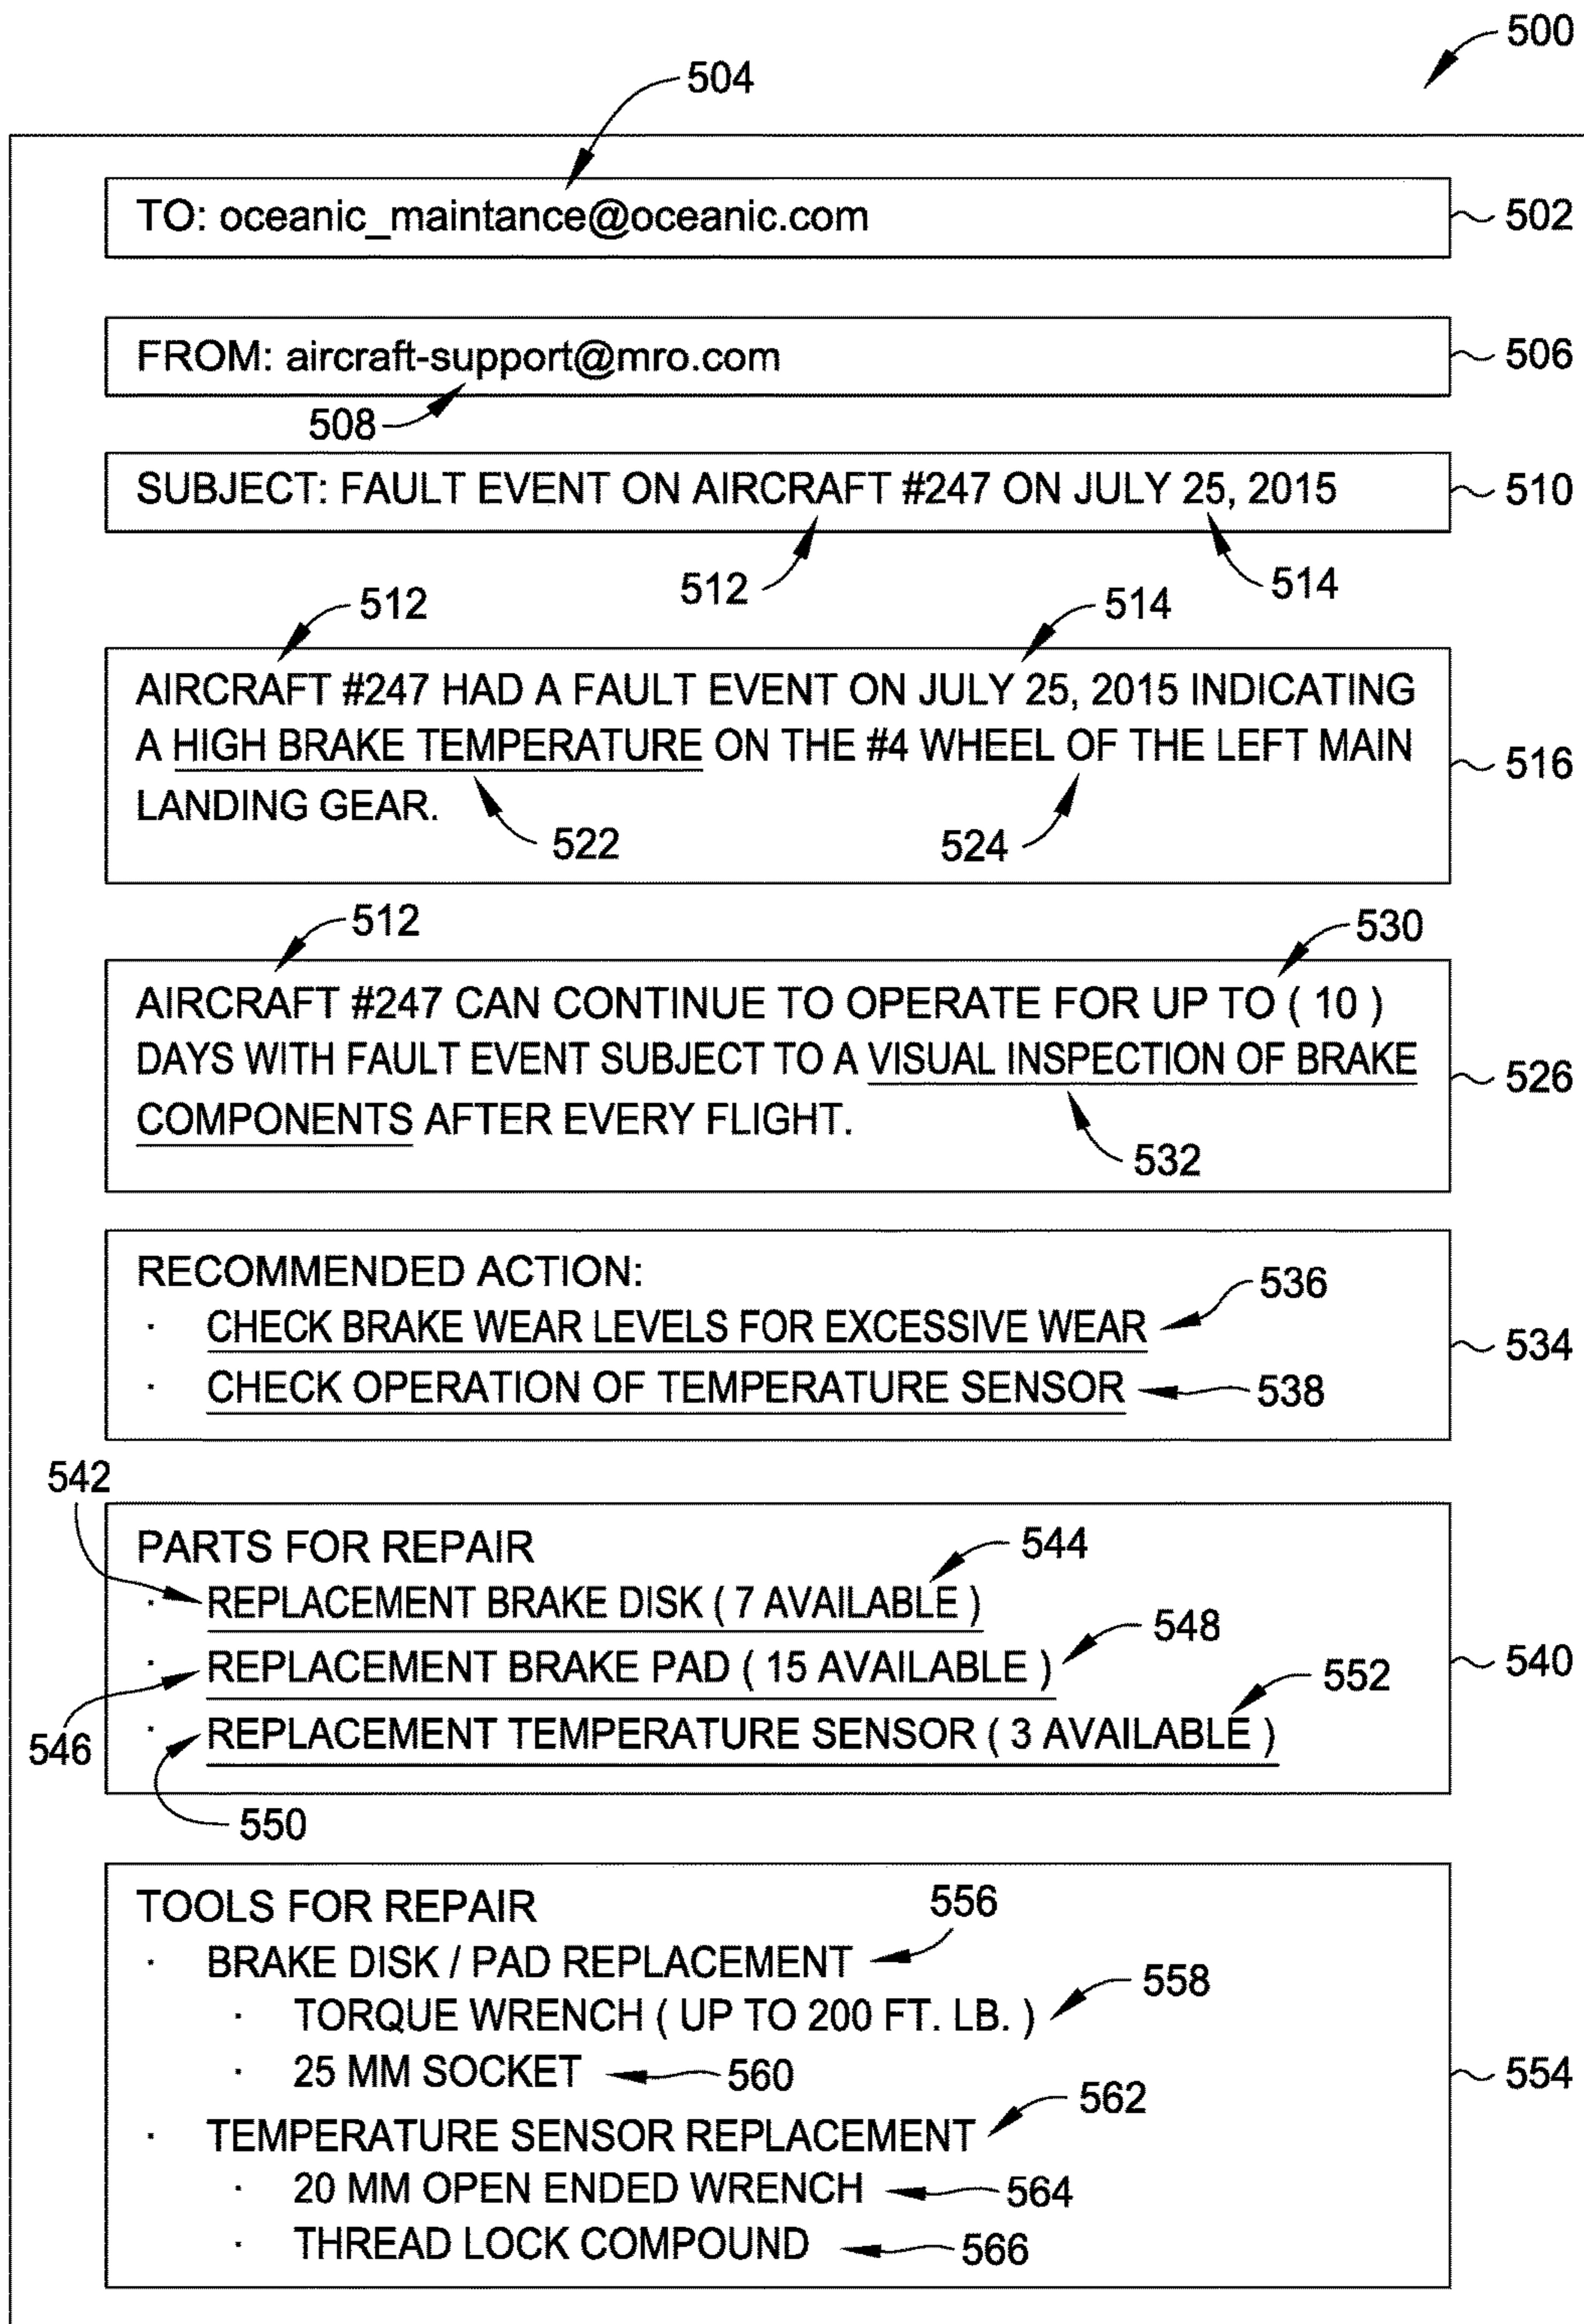 500
504
TO: oceanic_maintance@oceanic.com
502
FROM: aircraft-support@mro.com
506
508
SUBJECT: FAULT EVENT ON AIRCRAFT #247 ON JULY 25, 2015
510
512
514
512
514
AIRCRAFT #247 HAD A FAULT EVENT ON JULY 25, 2015 INDICATING
A HIGH BRAKE TEMPERATURE ON THE #4 WHEEL OF THE LEFT MAIN
516
LANDING GEAR.
522
524
512
530
AIRCRAFT #247 CAN CONTINUE TO OPERATE FOR UP TO ( 10 )
DAYS WITH FAULT EVENT SUBJECT TO A VISUAL INSPECTION OF BRAKE
526
COMPONENTS AFTER EVERY FLIGHT.
532
RECOMMENDED ACTION:
536
· CHECK BRAKE WEAR LEVELS FOR EXCESSIVE WEAR
534
· CHECK OPERATION OF TEMPERATURE SENSOR
538
542
PARTS FOR REPAIR
544
· REPLACEMENT BRAKE DISK ( 7 AVAILABLE )
548
· REPLACEMENT BRAKE PAD ( 15 AVAILABLE )
540
552
· REPLACEMENT TEMPERATURE SENSOR ( 3 AVAILABLE )
546
550
TOOLS FOR REPAIR
556
· BRAKE DISK / PAD REPLACEMENT
558
· TORQUE WRENCH ( UP TO 200 FT. LB. )
· 25 MM SOCKET
560
554
562
· TEMPERATURE SENSOR REPLACEMENT
· 20 MM OPEN ENDED WRENCH
564
· THREAD LOCK COMPOUND
566